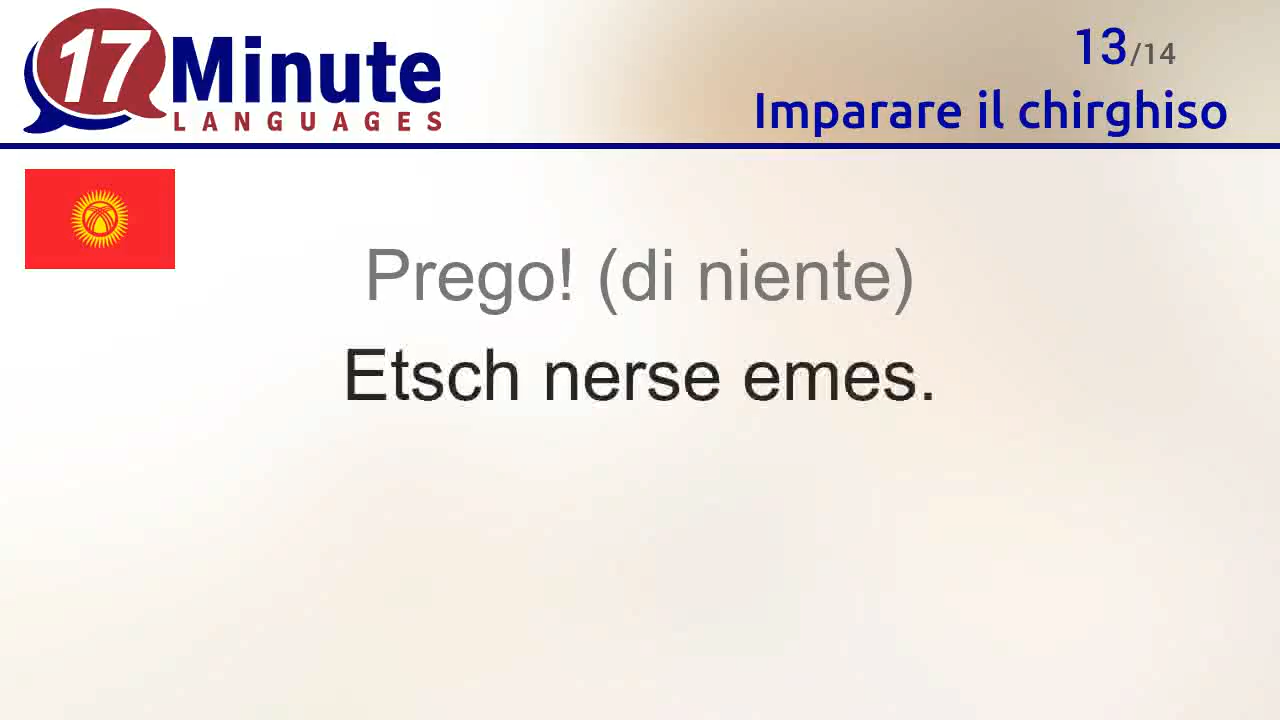 17 Minute
LANGUAGES
13/14
Imparare il chirghiso
Prego! (di niente)
Etsch nerse emes.